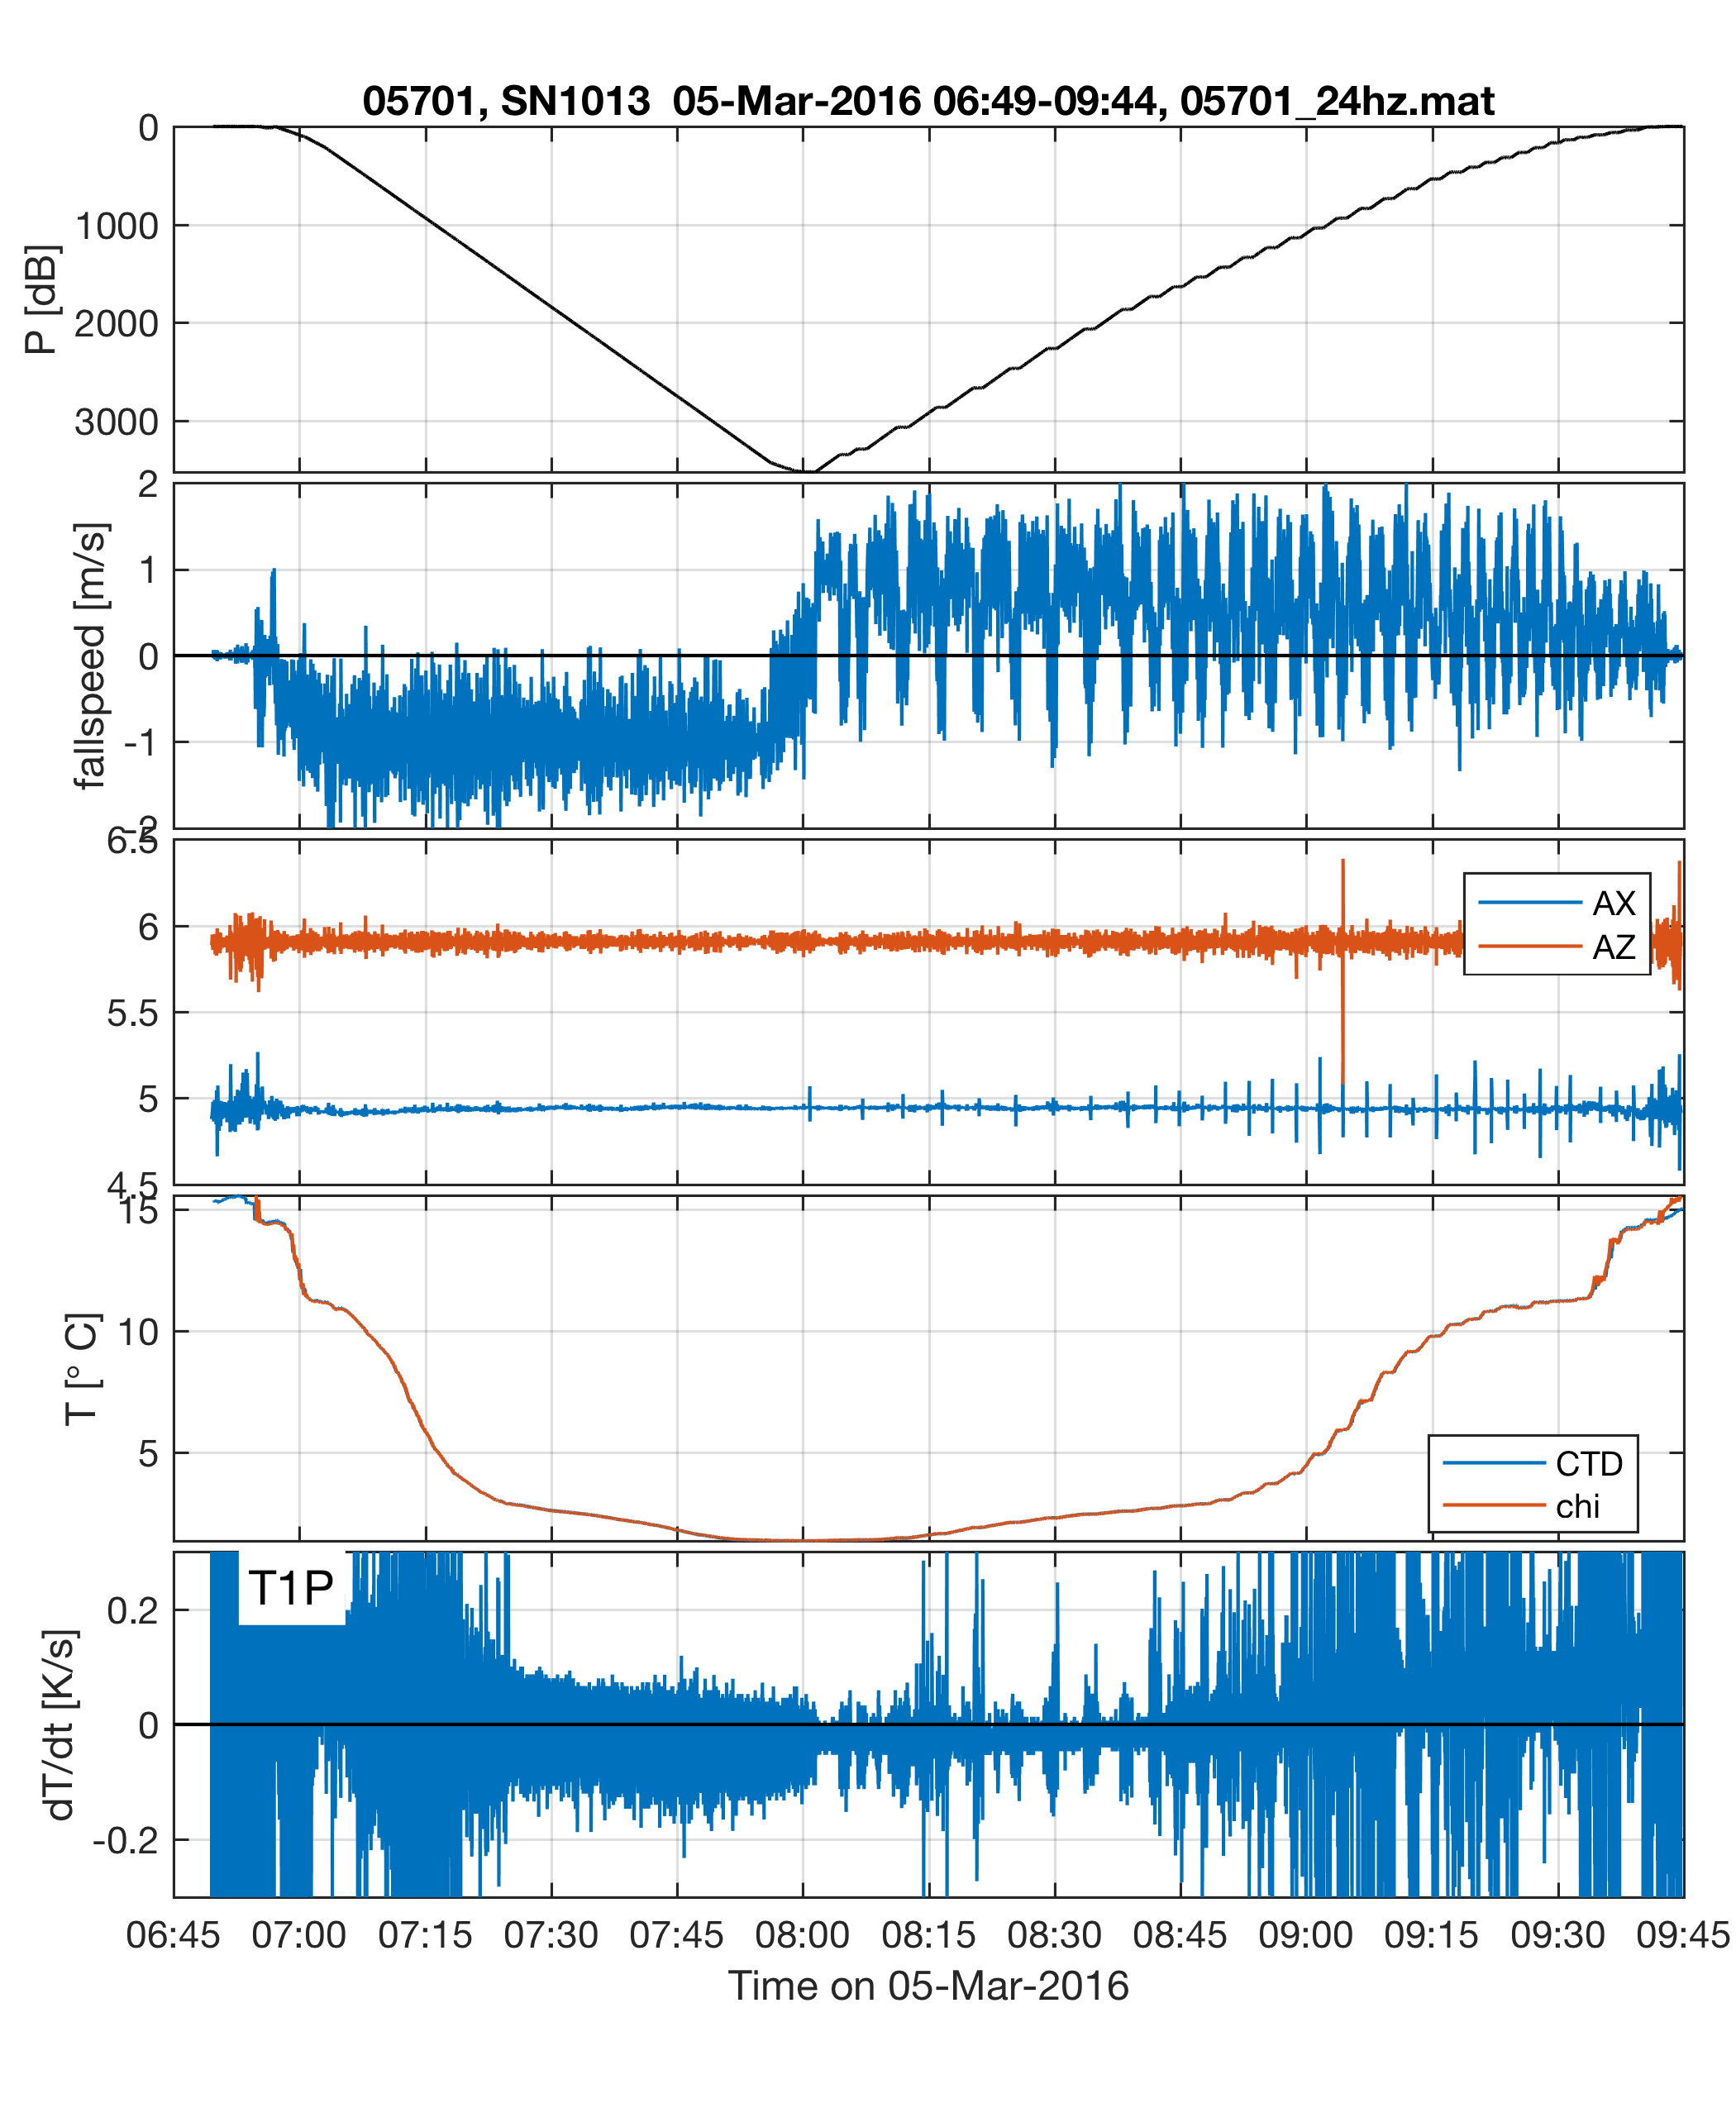 05701, SN1013  05-Mar-2016 06:49-09:44, 05701_24hz.mat
0
1000
2000
3000
P [dB]
2
1
0
-1
-2
fallspeed [m/s]
6.5
6
5.5
5
4.5
AX
AZ
15
10
5
T [° C]
CTD
chi
T1P
0.2
0
-0.2
dT/dt [K/s]
06:45 07:00 07:15 07:30 07:45 08:00 08:15 08:30 08:45 09:00 09:15 09:30 09:45
Time on 05-Mar-2016